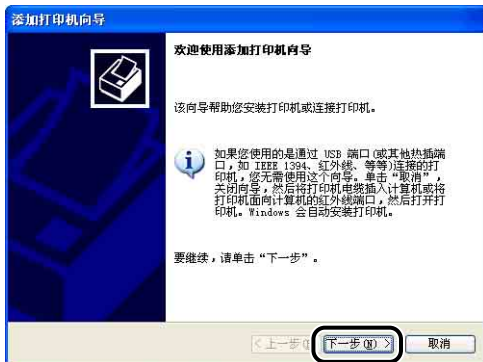 添加打印机向导
欢迎使用添加打印机向导
该向导帮助您安装打印机或连接打印机。
如果您使用的是通过 USB 端口(或其他热插端
口，如 IEEE 1394、红外线、等等)连接的打
印机，您无需使用这个向导。单击“取消”，
关闭向导，然后将打印机电缆插入计算机或将
打印机面向计算机的红外线端口，然后打开打
印机。Windows 会自动安装打印机。
要继续，请单击“下一步”。
<上一步 下一步(N) > 取消